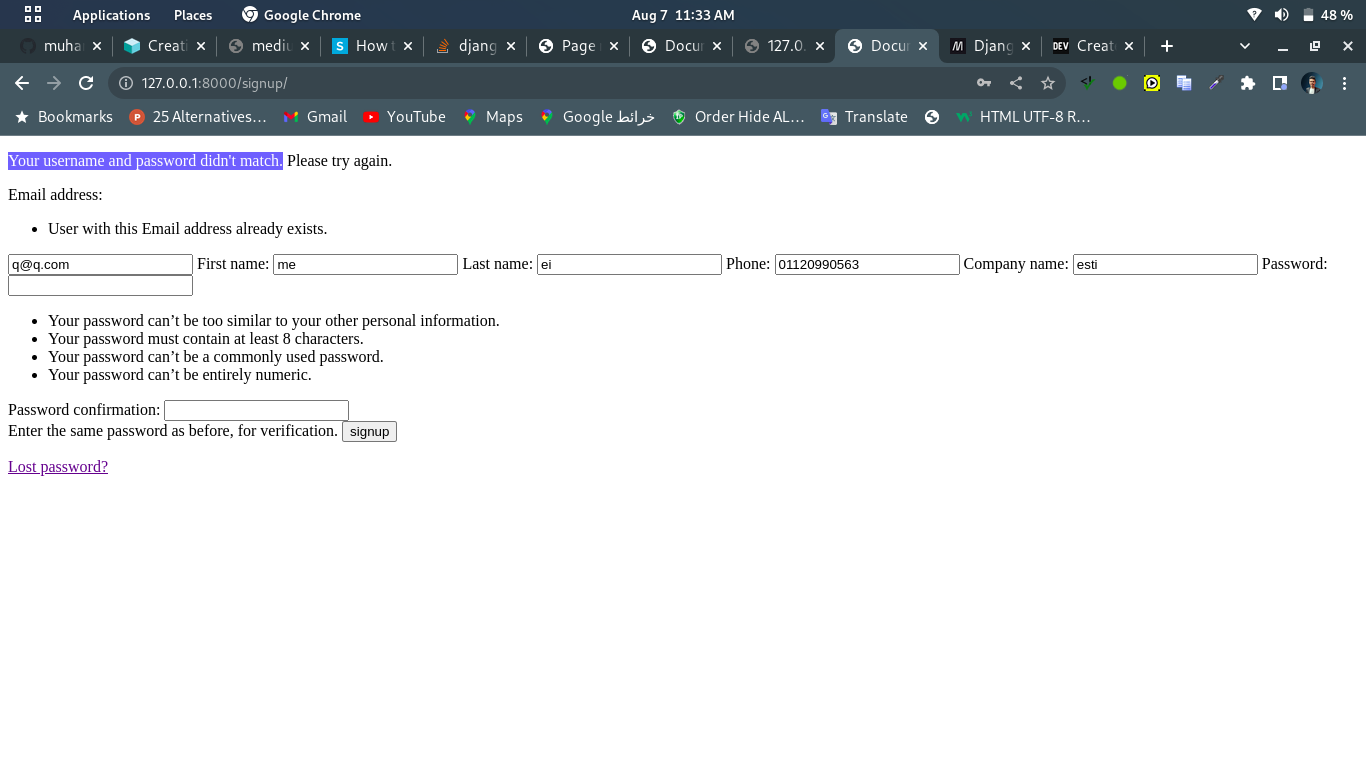 Applications Places Google Chrome Aug 7 11:33 AM 48 %
muha Creati mediu S How t djang Page Docum 127.0. Docum M Djang DEV Create
127.0.0.1:8000/signup/
Bookmarks P 25 Alternatives... Gmail YouTube Maps Google خرائط Order Hide AL... Translate HTML UTF-8 R...
Your username and password didn't match. Please try again.
Email address:
• User with this Email address already exists.
q@q.com First name: me Last name: ei Phone: 01120990563 Company name: esti Password:
• Your password can’t be too similar to your other personal information.
• Your password must contain at least 8 characters.
• Your password can’t be a commonly used password.
• Your password can’t be entirely numeric.
Password confirmation:
Enter the same password as before, for verification. signup
Lost password?